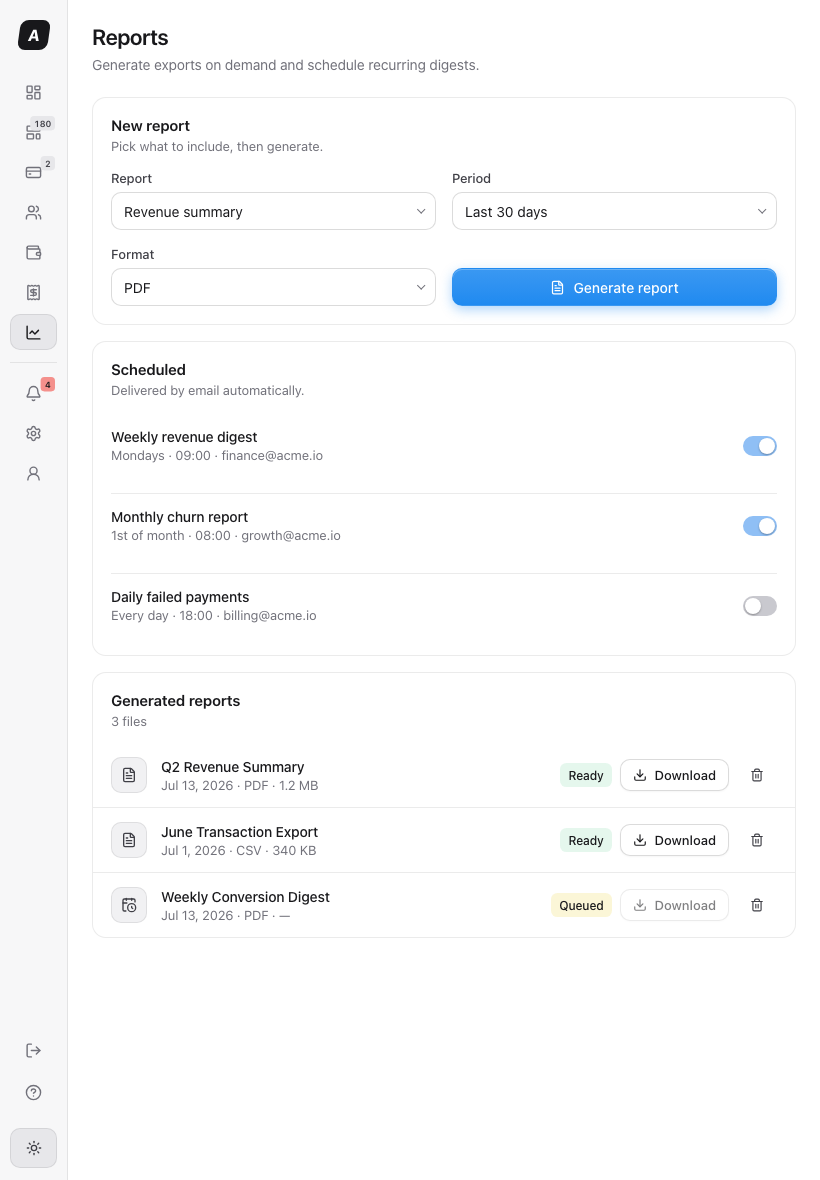 A
Reports
Generate exports on demand and schedule recurring digests.
180
2
4
New report
Pick what to include, then generate.
Report
Period
Revenue summary
Last 30 days
Format
PDF
Generate report
Scheduled
Delivered by email automatically.
Weekly revenue digest
Mondays · 09:00 · finance@acme.io
Monthly churn report
1st of month · 08:00 · growth@acme.io
Daily failed payments
Every day · 18:00 · billing@acme.io
Generated reports
3 files
Q2 Revenue Summary
Jul 13, 2026 · PDF · 1.2 MB
Ready
Download
June Transaction Export
Jul 1, 2026 · CSV · 340 KB
Ready
Download
Weekly Conversion Digest
Jul 13, 2026 · PDF · —
Queued
Download